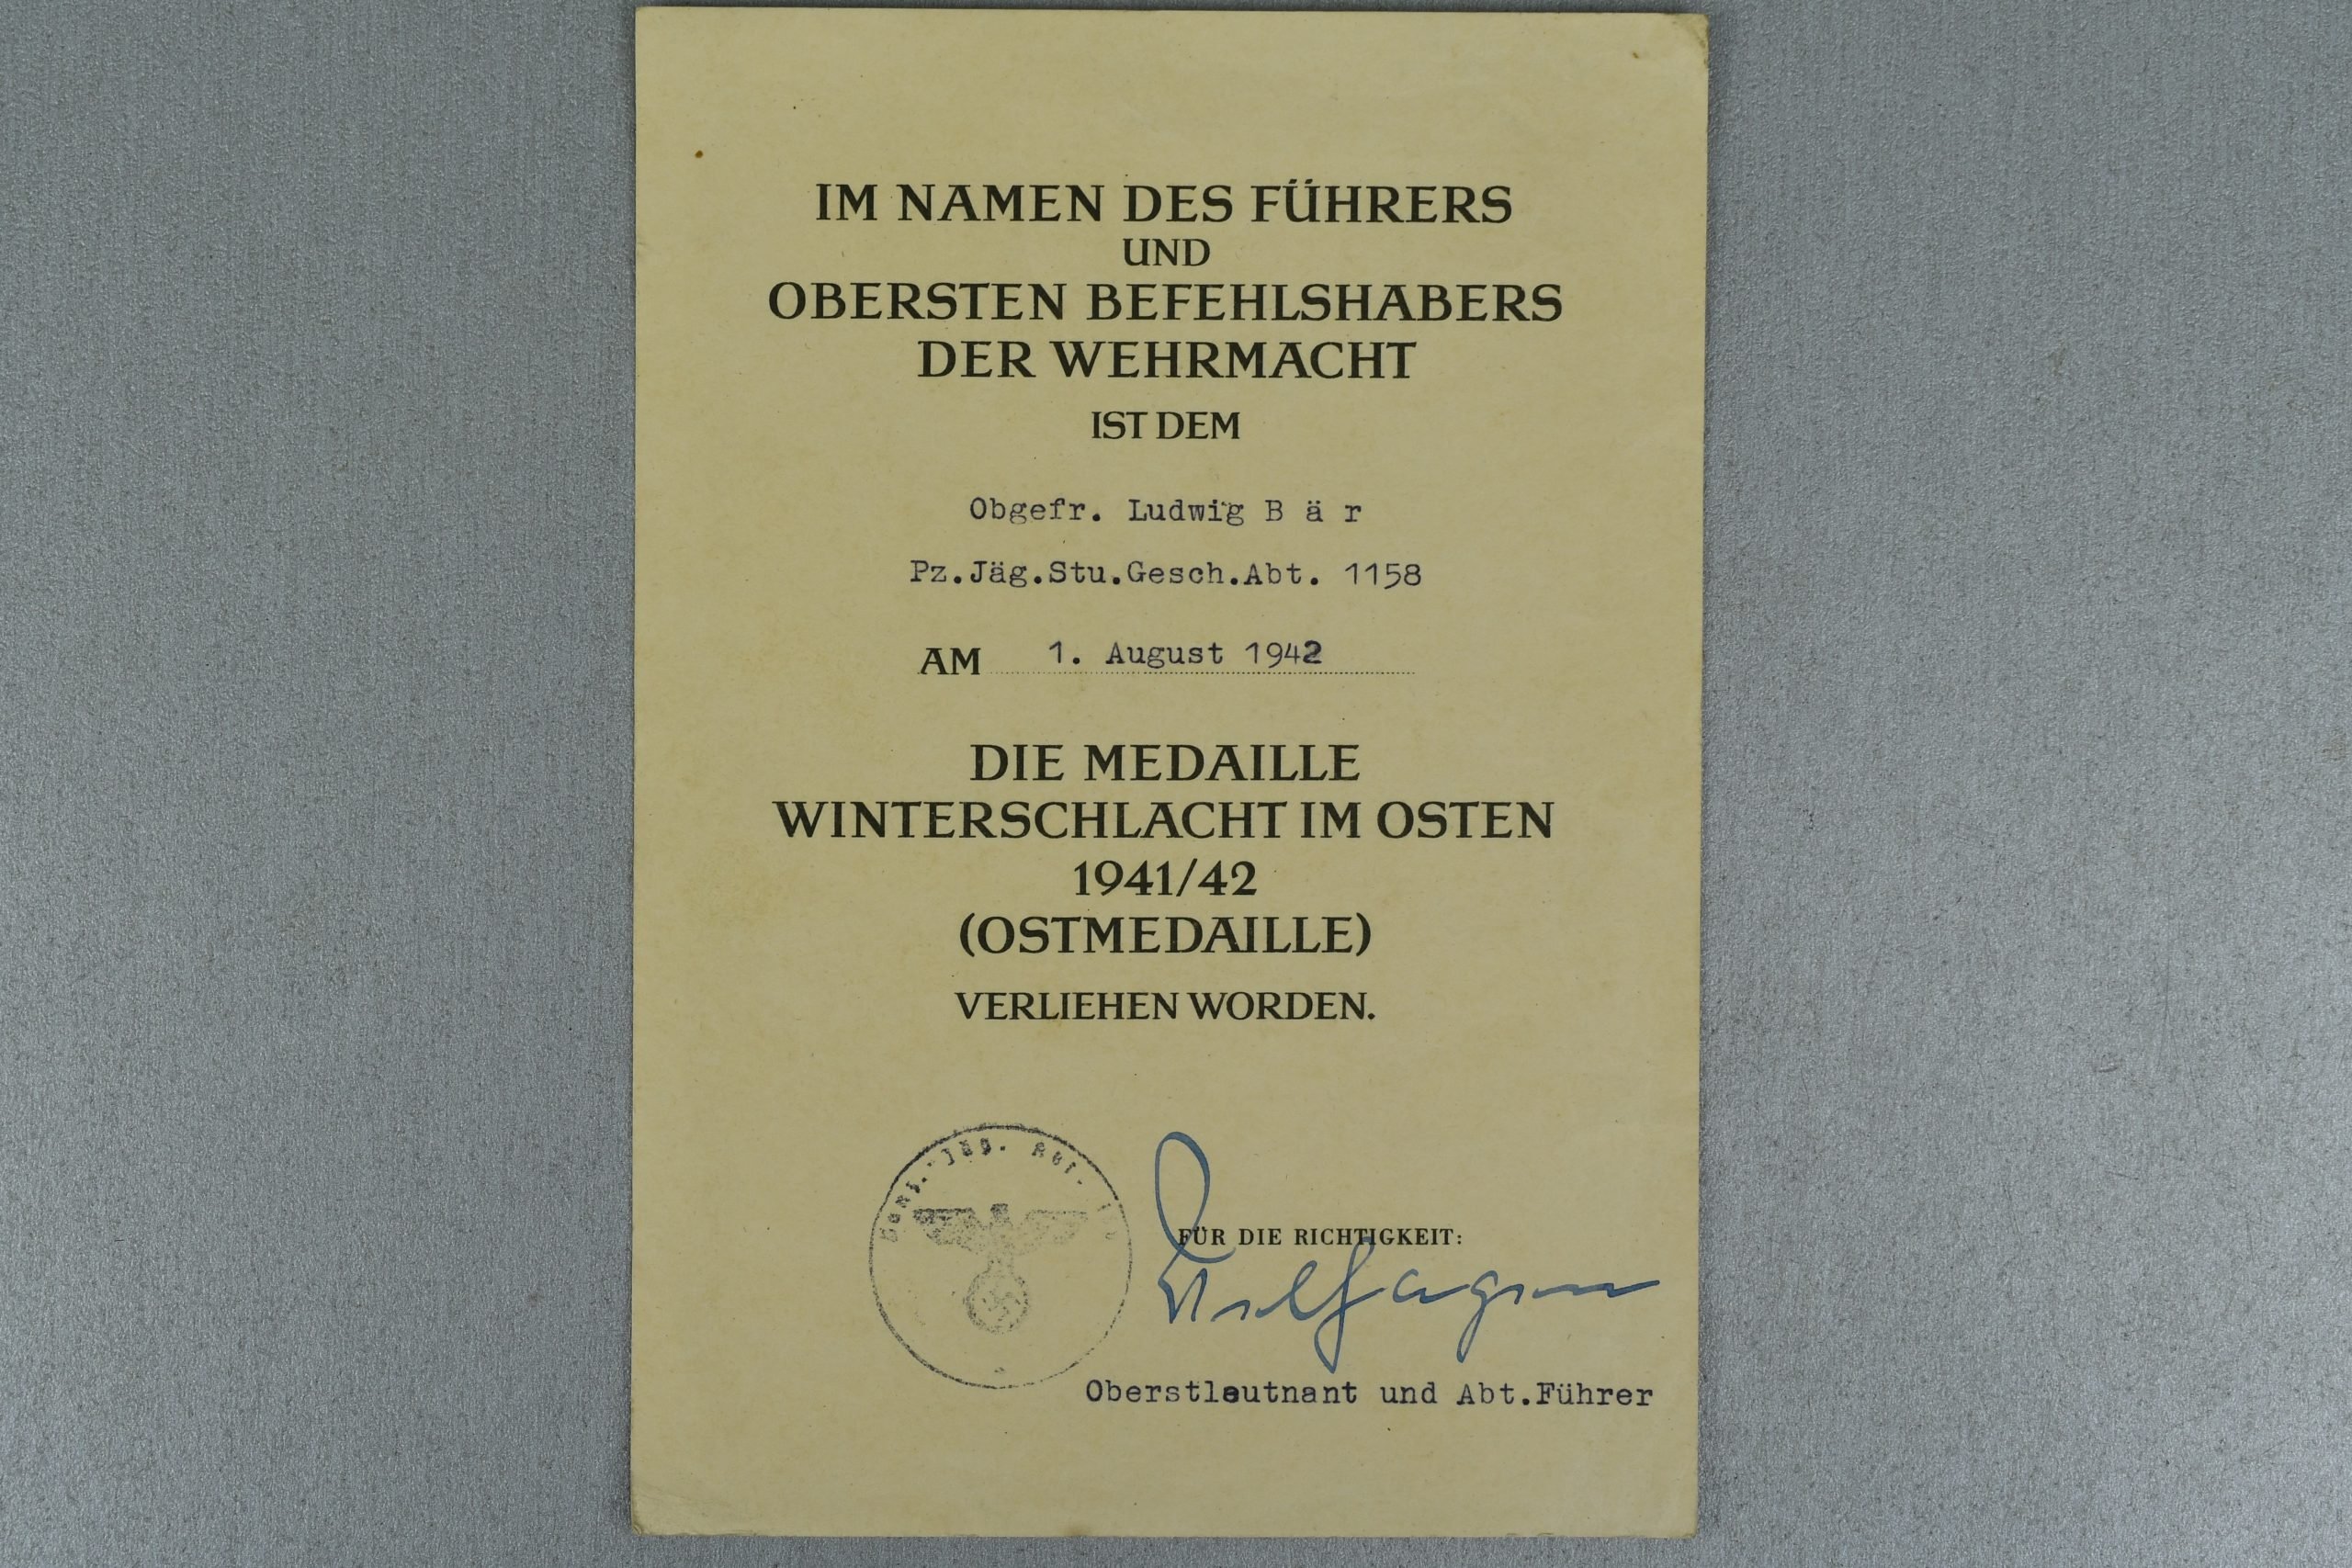 IM NAMEN DES FÜHRERS
UND
OBERSTEN BEFEHLSHABERS
DER WEHRMACHT
IST DEM
Obgefr. Ludwig B ä r
Pz.Jäg.Stu.Gesch.Abt. 1158
AM 1. August 1942
DIE MEDAILLE
WINTERSCHLACHT IM OSTEN
1941/42
(OSTMEDAILLE)
VERLIEHEN WORDEN.
FÜR DIE RICHTIGKEIT:
Oberstleutnant und Abt.Führer